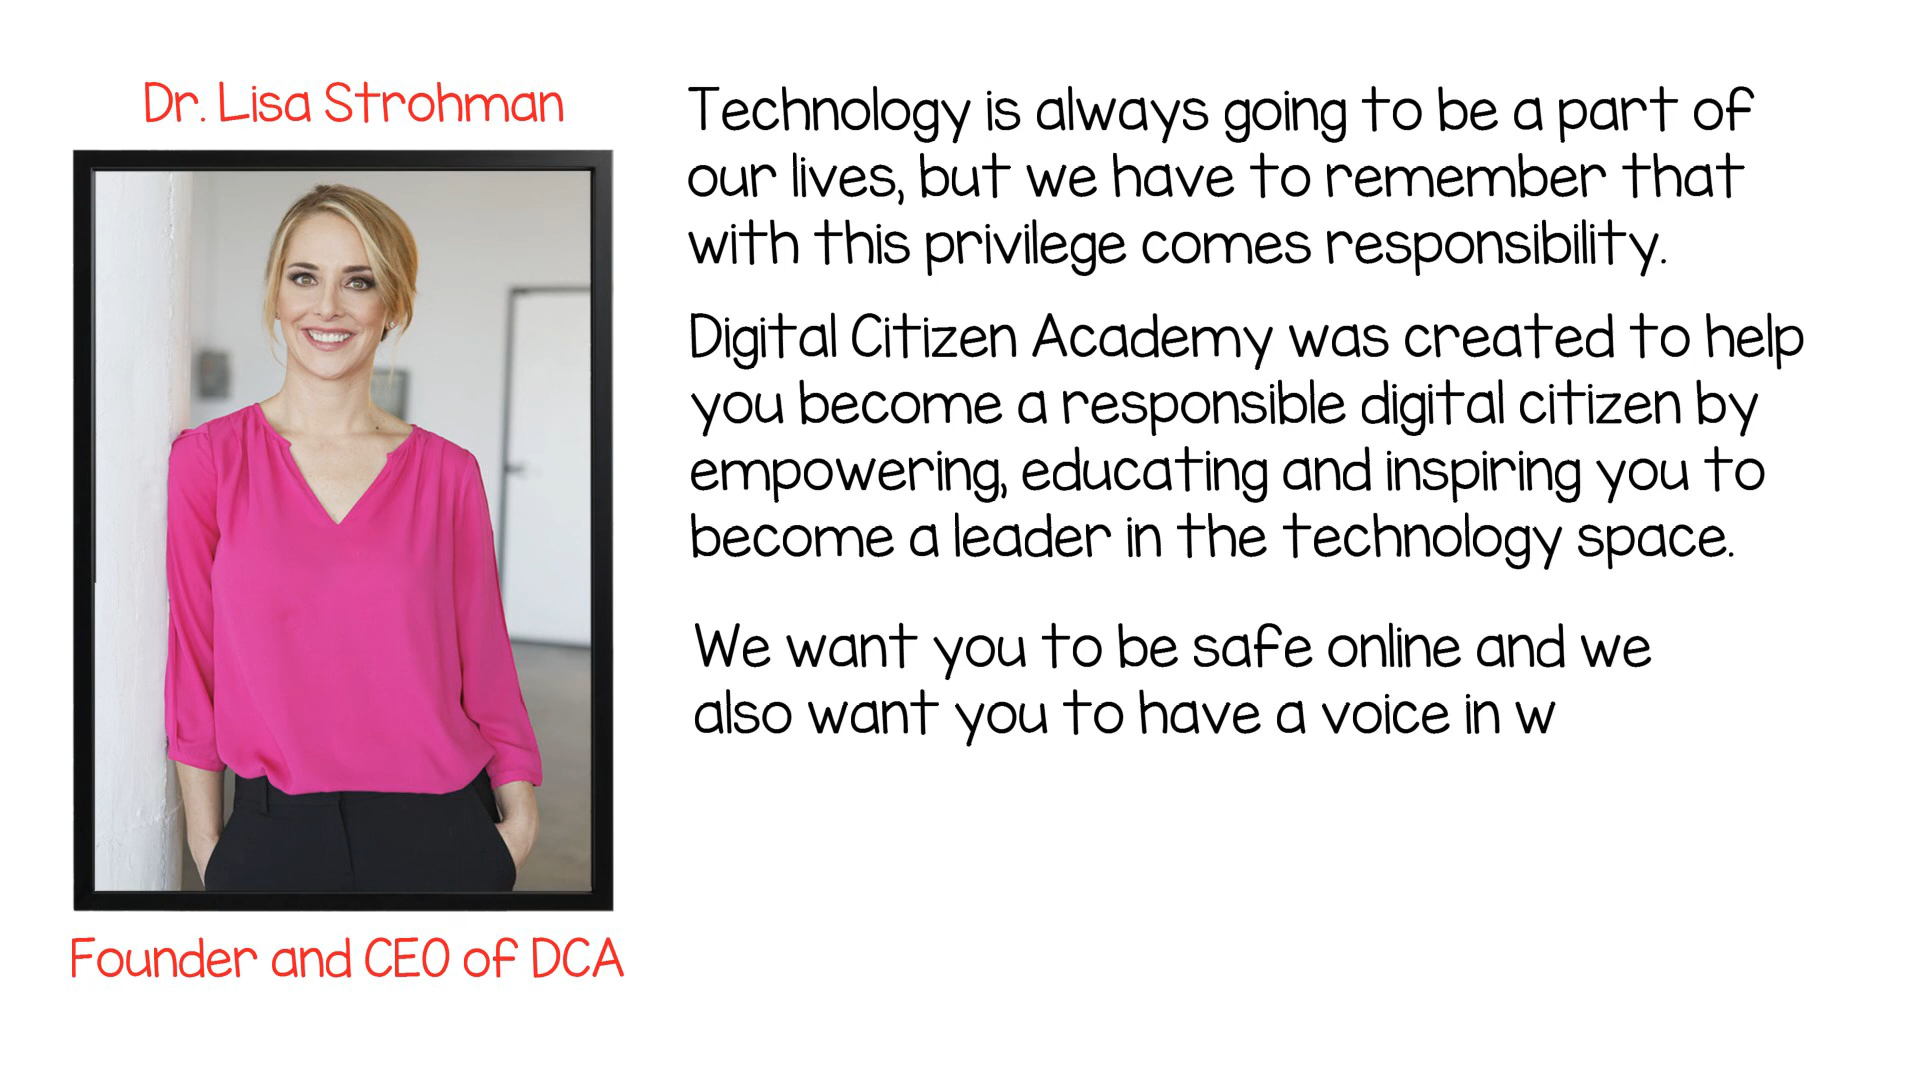 Dr. Lisa Strohman
Founder and CEO of DCA
Technology is always going to be a part of
our lives, but we have to remember that
with this privilege comes responsibility.
Digital Citizen Academy was created to help
you become a responsible digital citizen by
empowering, educating and inspiring you to
become a leader in the technology space.
We want you to be safe online and we
also want you to have a voice in w